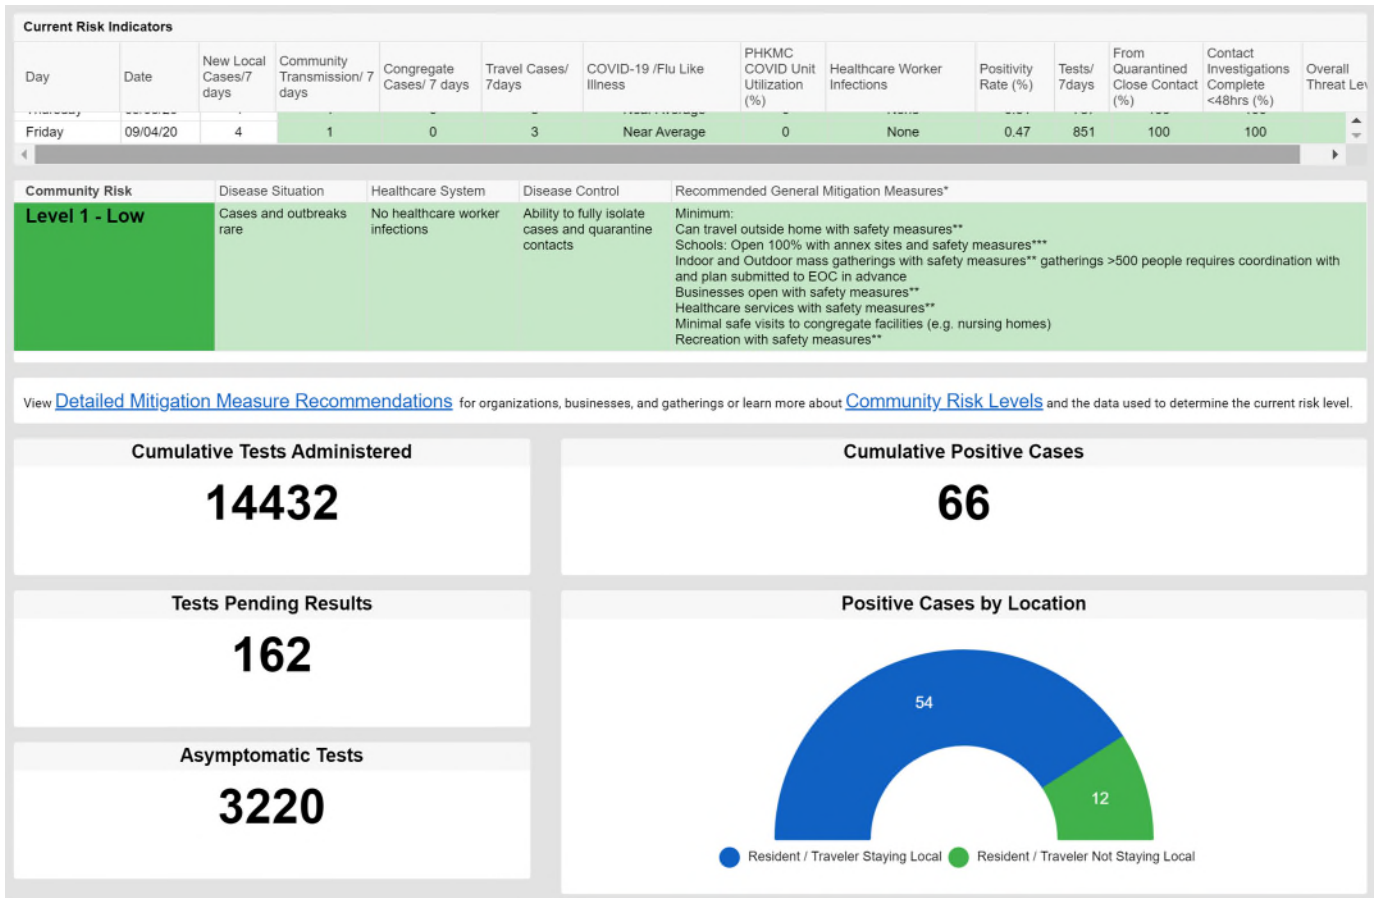 Current Risk Indicators
Day
Date
New Local
Cases/7
days
Community
Transmission/ 7
days
Congregate
Cases/ 7 days
Travel Cases/
7days
COVID-19 /Flu Like
Illness
PHKMC
COVID Unit
Utilization
(%)
Healthcare Worker
Infections
Positivity
Rate (%)
Tests/
7days
From
Quarantined
Close Contact
(%)
Contact
Investigations
Complete
<48hrs (%)
Overall
Threat Lev
Friday 09/04/20 4 1 0 3 Near Average 0 None 0.47 851 100 100
Community Risk Disease Situation Healthcare System Disease Control Recommended General Mitigation Measures*
Level 1 - Low
Cases and outbreaks
rare
No healthcare worker
infections
Ability to fully isolate
cases and quarantine
contacts
Minimum:
Can travel outside home with safety measures**
Schools: Open 100% with annex sites and safety measures***
Indoor and Outdoor mass gatherings with safety measures** gatherings >500 people requires coordination with
and plan submitted to EOC in advance
Businesses open with safety measures**
Healthcare services with safety measures**
Minimal safe visits to congregate facilities (e.g. nursing homes)
Recreation with safety measures**
View Detailed Mitigation Measure Recommendations for organizations, businesses, and gatherings or learn more about Community Risk Levels and the data used to determine the current risk level.
Cumulative Tests Administered
14432
Cumulative Positive Cases
66
Tests Pending Results
162
Positive Cases by Location
54
12
Resident / Traveler Staying Local Resident / Traveler Not Staying Local
Asymptomatic Tests
3220